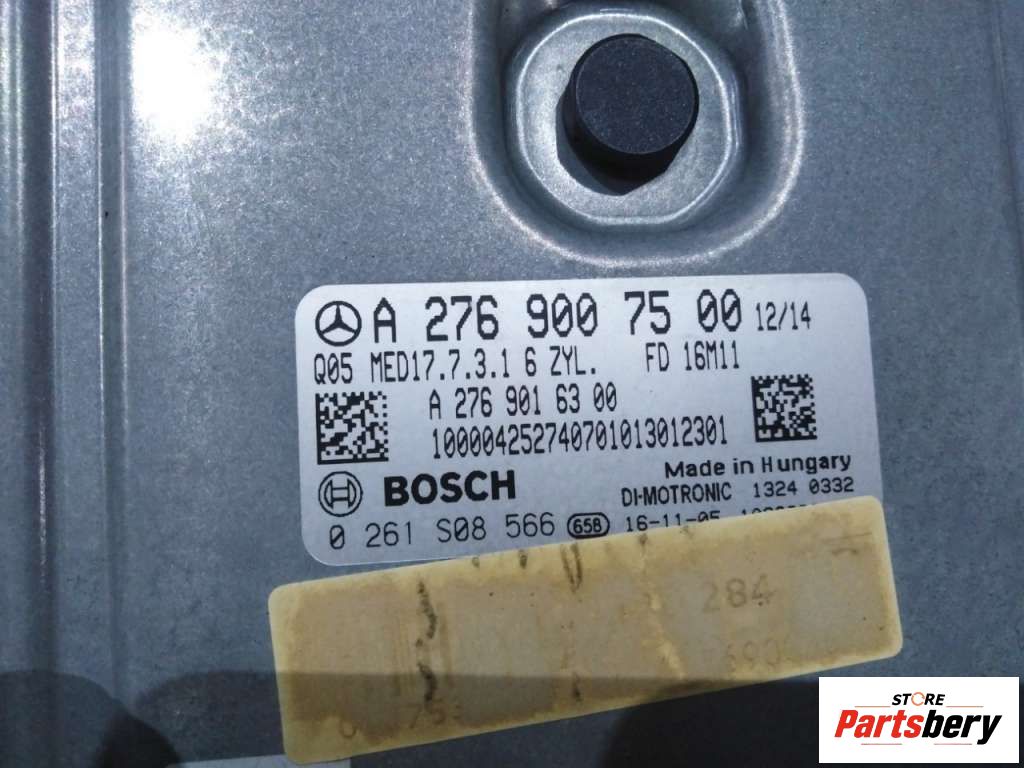 A 276 900 75 00 12/14
Q05 MED17.7.3.1 6 ZYL. FD 16M11
A 276 901 63 00
10000425274070101301​2301
Made in Hungary
BOSCH
DI-MOTRONIC 1324 0332
0 261 S08 566 658 16-11-05
284
STORE
Partsbery